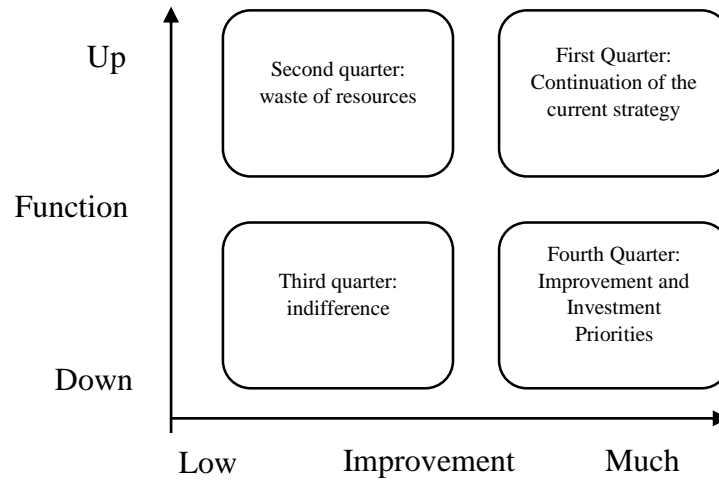 Up
Second quarter:
waste of resources
First Quarter:
Continuation of the
current strategy
Function
Third quarter:
indifference
Fourth Quarter:
Improvement and
Investment
Priorities
Down
Low
Improvement
Much